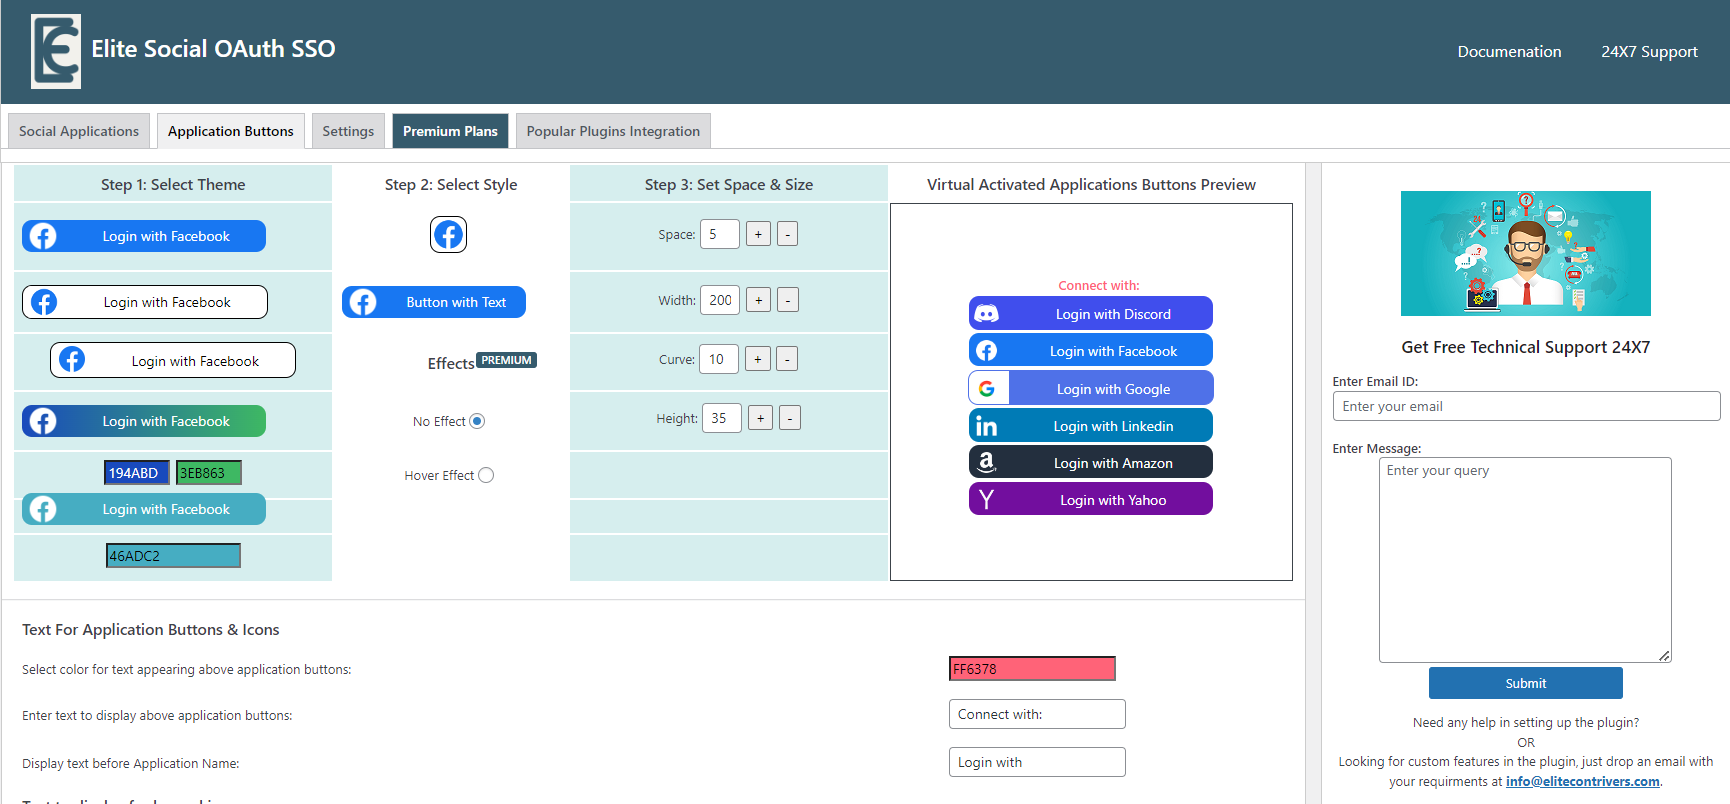 Elite Social OAuth SSO
Documenation
24X7 Support
Social Applications
Application Buttons
Settings
Premium Plans
Popular Plugins Integration
Step 1: Select Theme
Login with Facebook
Login with Facebook
Login with Facebook
Login with Facebook
194ABD
3EB863
Login with Facebook
46ADC2
Step 2: Select Style
Button with Text
Effects PREMIUM
No Effect
Hover Effect
Step 3: Set Space & Size
Space: 5 + -
Width: 200 + -
Curve: 10 + -
Height: 35 + -
Virtual Activated Applications Buttons Preview
Connect with:
Login with Discord
Login with Facebook
Login with Google
Login with Linkedin
Login with Amazon
Login with Yahoo
Text For Application Buttons & Icons
Select color for text appearing above application buttons:
FF6378
Enter text to display above application buttons:
Connect with:
Display text before Application Name:
Login with
Get Free Technical Support 24X7
Enter Email ID:
Enter your email
Enter Message:
Enter your query
Submit
Need any help in setting up the plugin?
OR
Looking for custom features in the plugin, just drop an email with
your requirments at info@elitecontrivers.com.